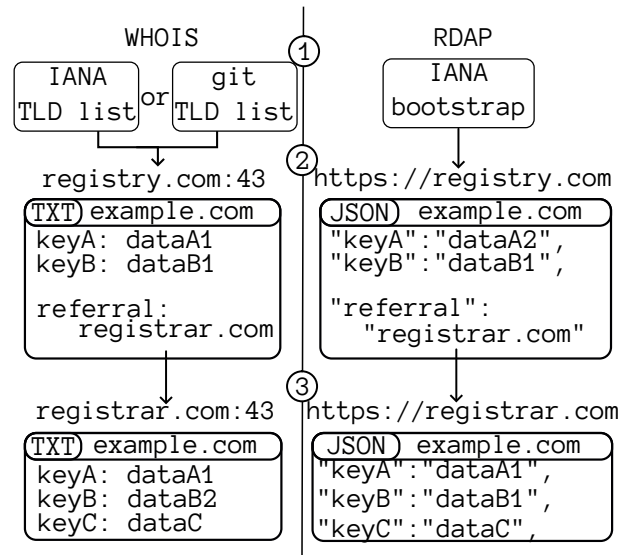 WHOIS
RDAP
1
IANA
TLD list
or
git
TLD list
IANA
bootstrap
2
registry.com:43
TXT example.com
keyA: dataA1
keyB: dataB1
referral:
registrar.com
https://registry.com
JSON example.com
"keyA":"dataA2",
"keyB":"dataB1",
"referral":
"registrar.com"
3
registrar.com:43
TXT example.com
keyA: dataA1
keyB: dataB2
keyC: dataC
https://registrar.com
JSON example.com
"keyA":"dataA1",
"keyB":"dataB1",
"keyC":"dataC",